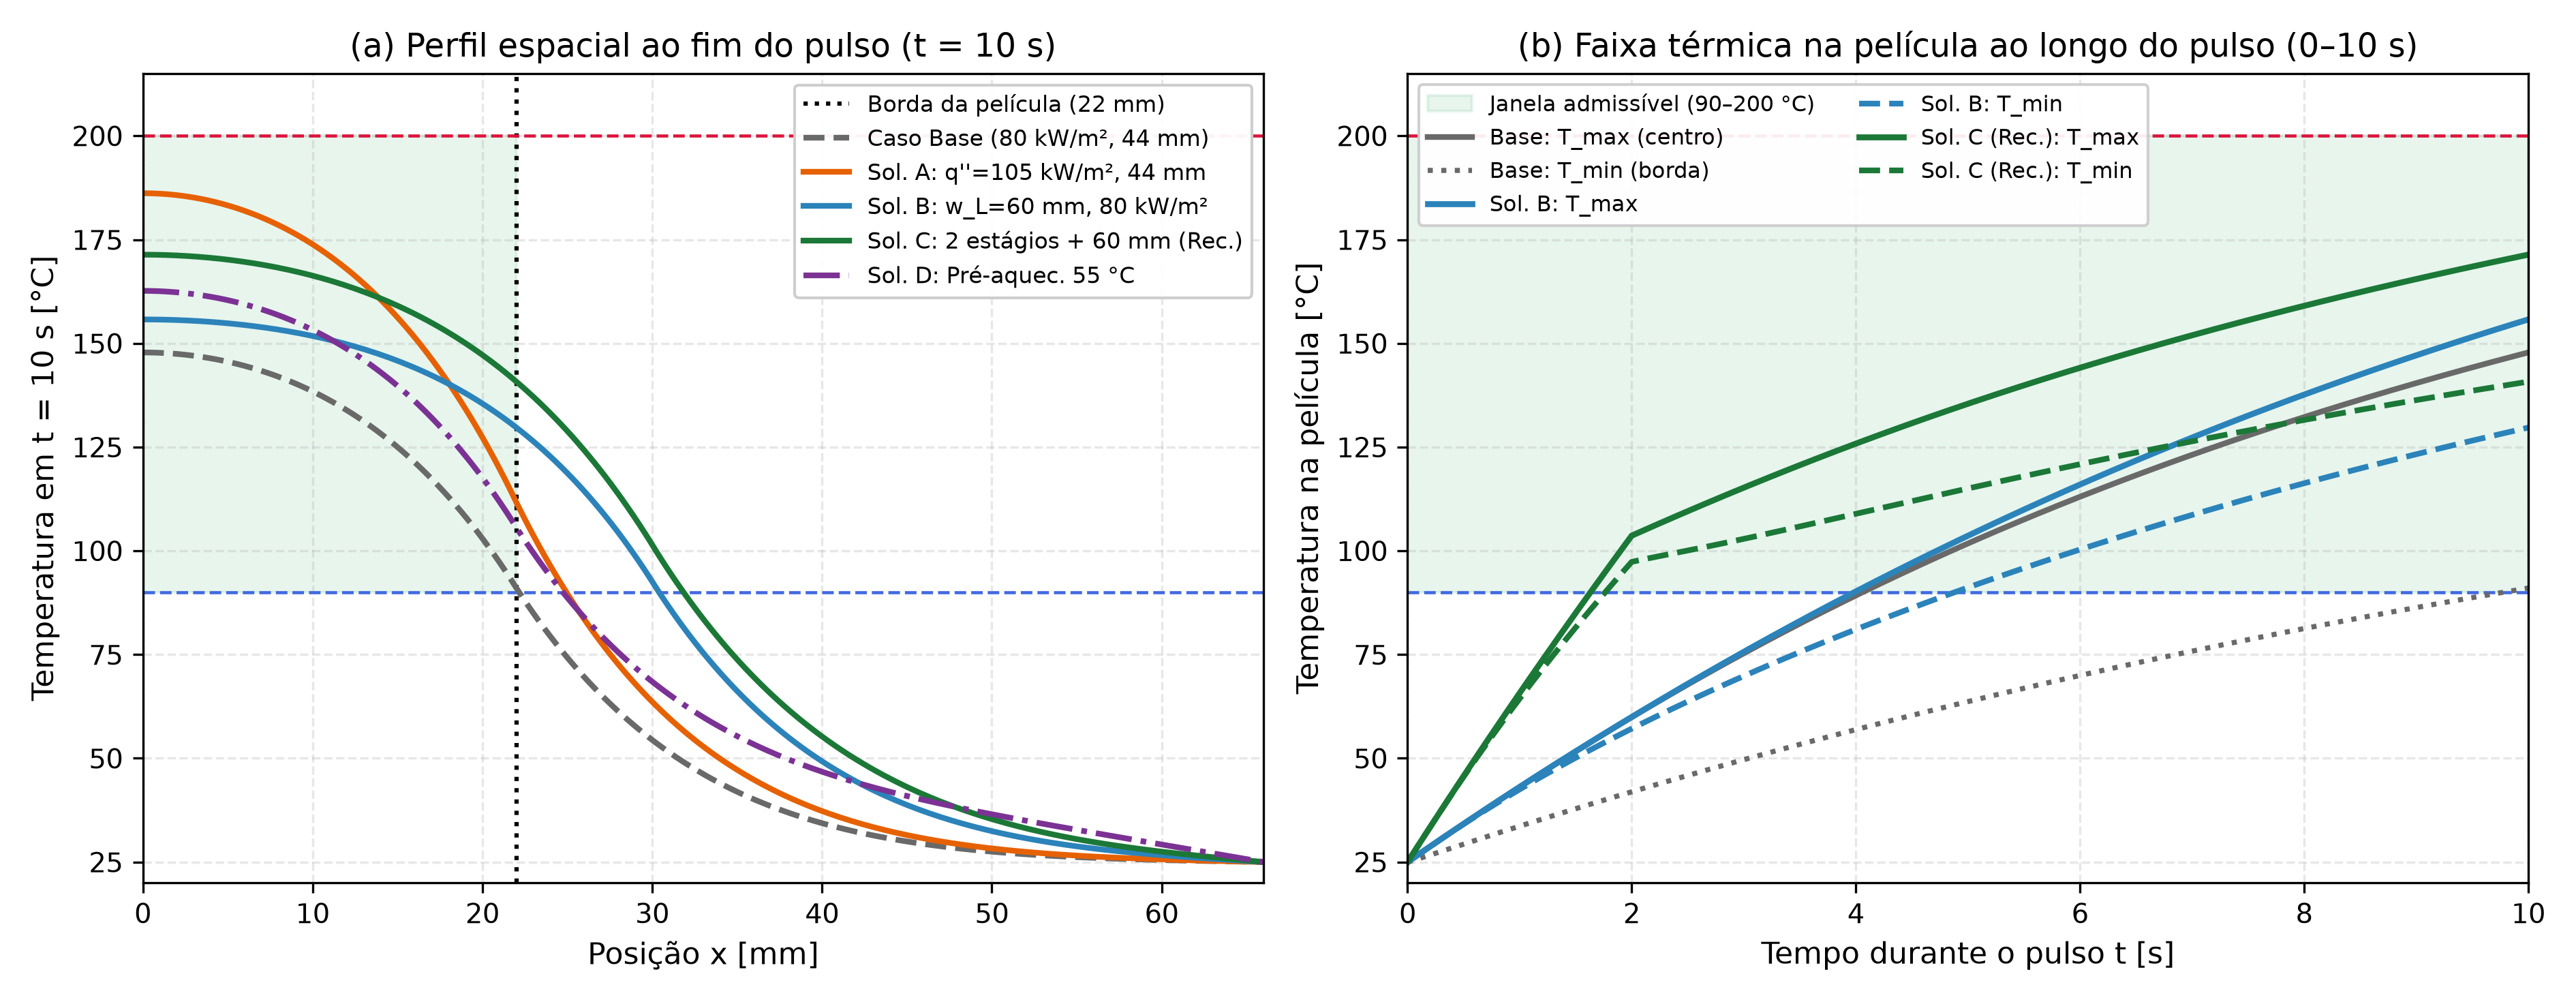 (a) Perfil espacial ao fim do pulso (t = 10 s)
Temperatura em t = 10 s [°C]
200
175
150
125
100
75
50
25
Borda da película (22 mm)
Caso Base (80 kW/m², 44 mm)
Sol. A: q''=105 kW/m², 44 mm
Sol. B: w_L=60 mm, 80 kW/m²
Sol. C: 2 estágios + 60 mm (Rec.)
Sol. D: Pré-aquec. 55 °C
0 10 20 30 40 50 60
Posição x [mm]
(b) Faixa térmica na película ao longo do pulso (0–10 s)
Temperatura na película [°C]
200
175
150
125
100
75
50
25
Janela admissível (90–200 °C)
Base: T_max (centro)
Base: T_min (borda)
Sol. B: T_max
Sol. B: T_min
Sol. C (Rec.): T_max
Sol. C (Rec.): T_min
0 2 4 6 8 10
Tempo durante o pulso t [s]